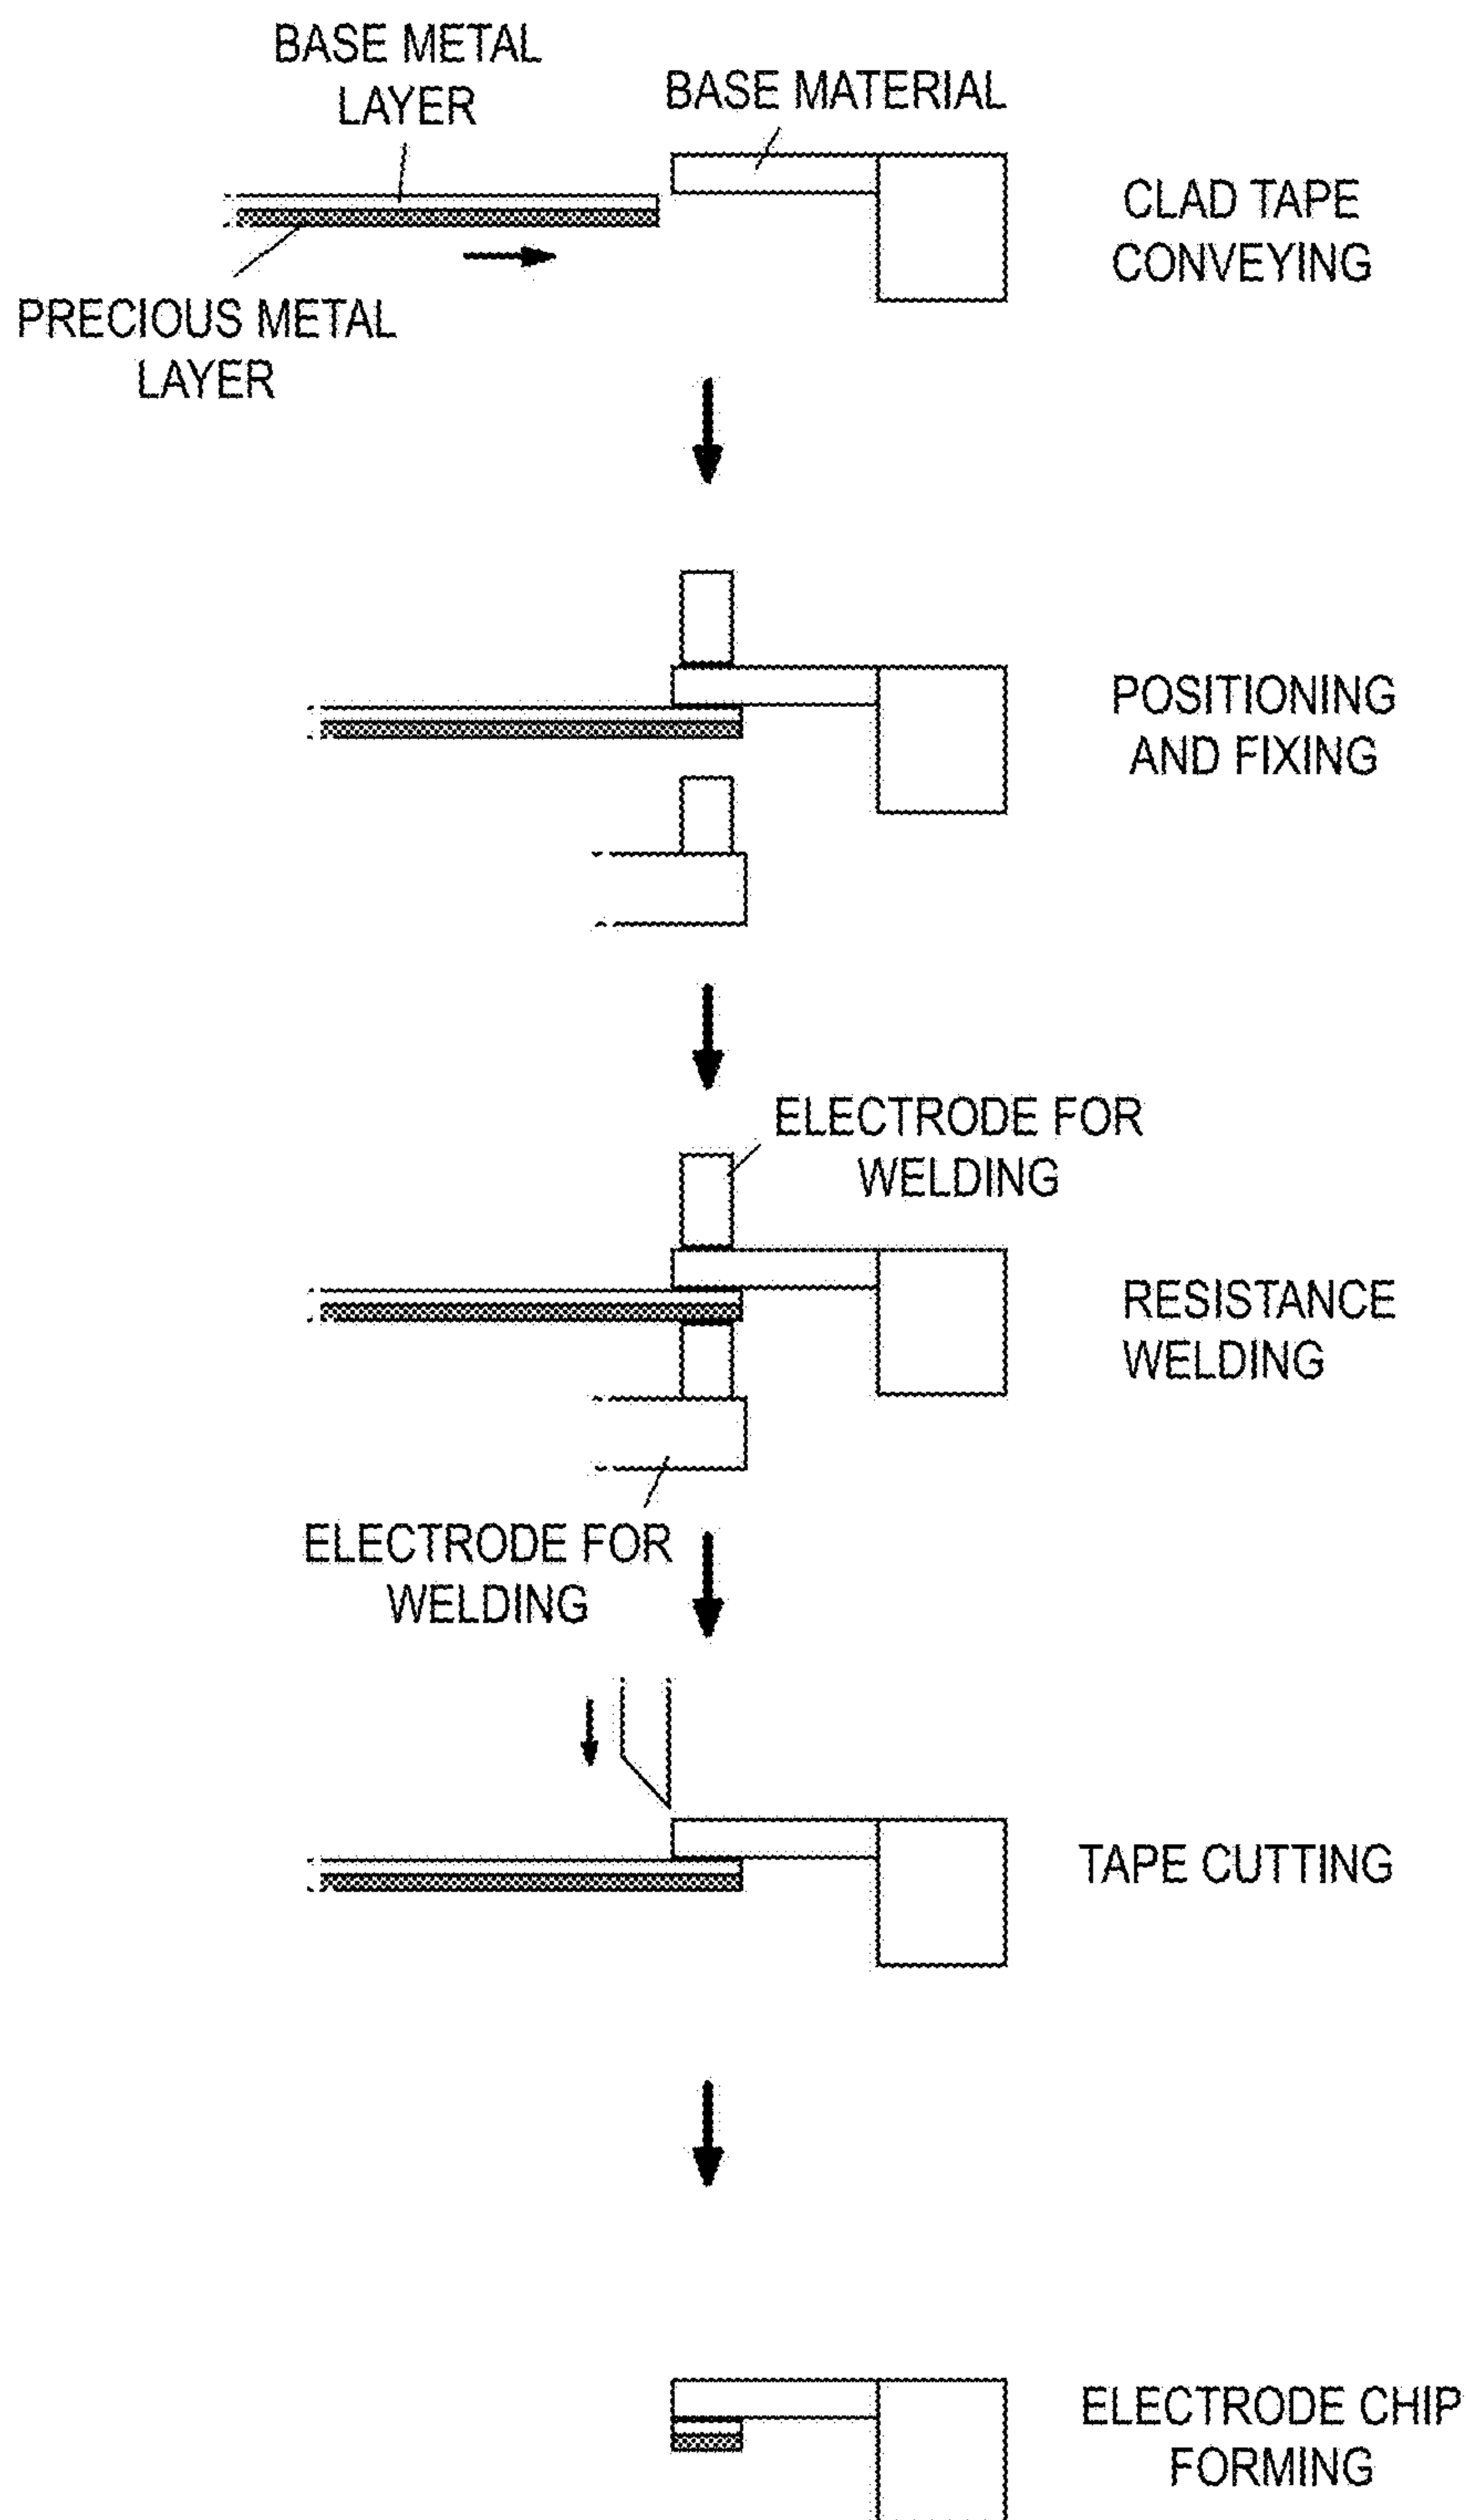 BASE METAL
LAYER
BASE MATERIAL
CLAD TAPE
CONVEYING
PRECIOUS METAL
LAYER
POSITIONING
AND FIXING
ELECTRODE FOR
WELDING
RESISTANCE
WELDING
ELECTRODE FOR
WELDING
TAPE CUTTING
ELECTRODE CHIP
FORMING